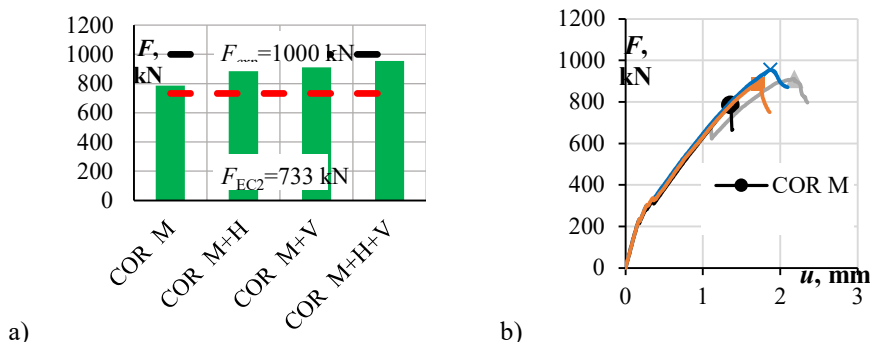 1200
1000
800
600
400
200
0
F,
kN
F =1000 kN
F EC2=733 kN
COR M
COR M+H
COR M+V
COR M+H+V
a)
1200
1000
800
600
400
200
0
F,
kN
COR M
0 1 2 3
u, mm
b)